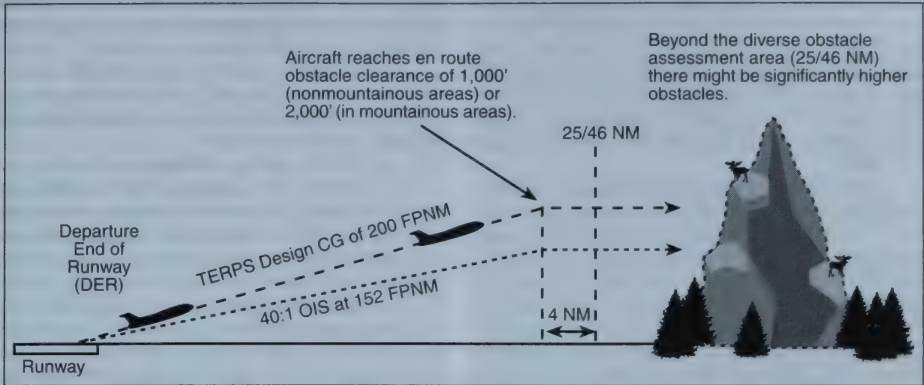 Aircraft reaches en route
obstacle clearance of 1,000'
(nonmountainous areas) or
2,000' (in mountainous areas).
Beyond the diverse obstacle
assessment area (25/46 NM)
there might be significantly higher
obstacles.
25/46 NM
Departure
End of
Runway
(DER)
TERPS Design CG of 200 FPNM
40:1 OIS at 152 FPNM
4 NM
Runway